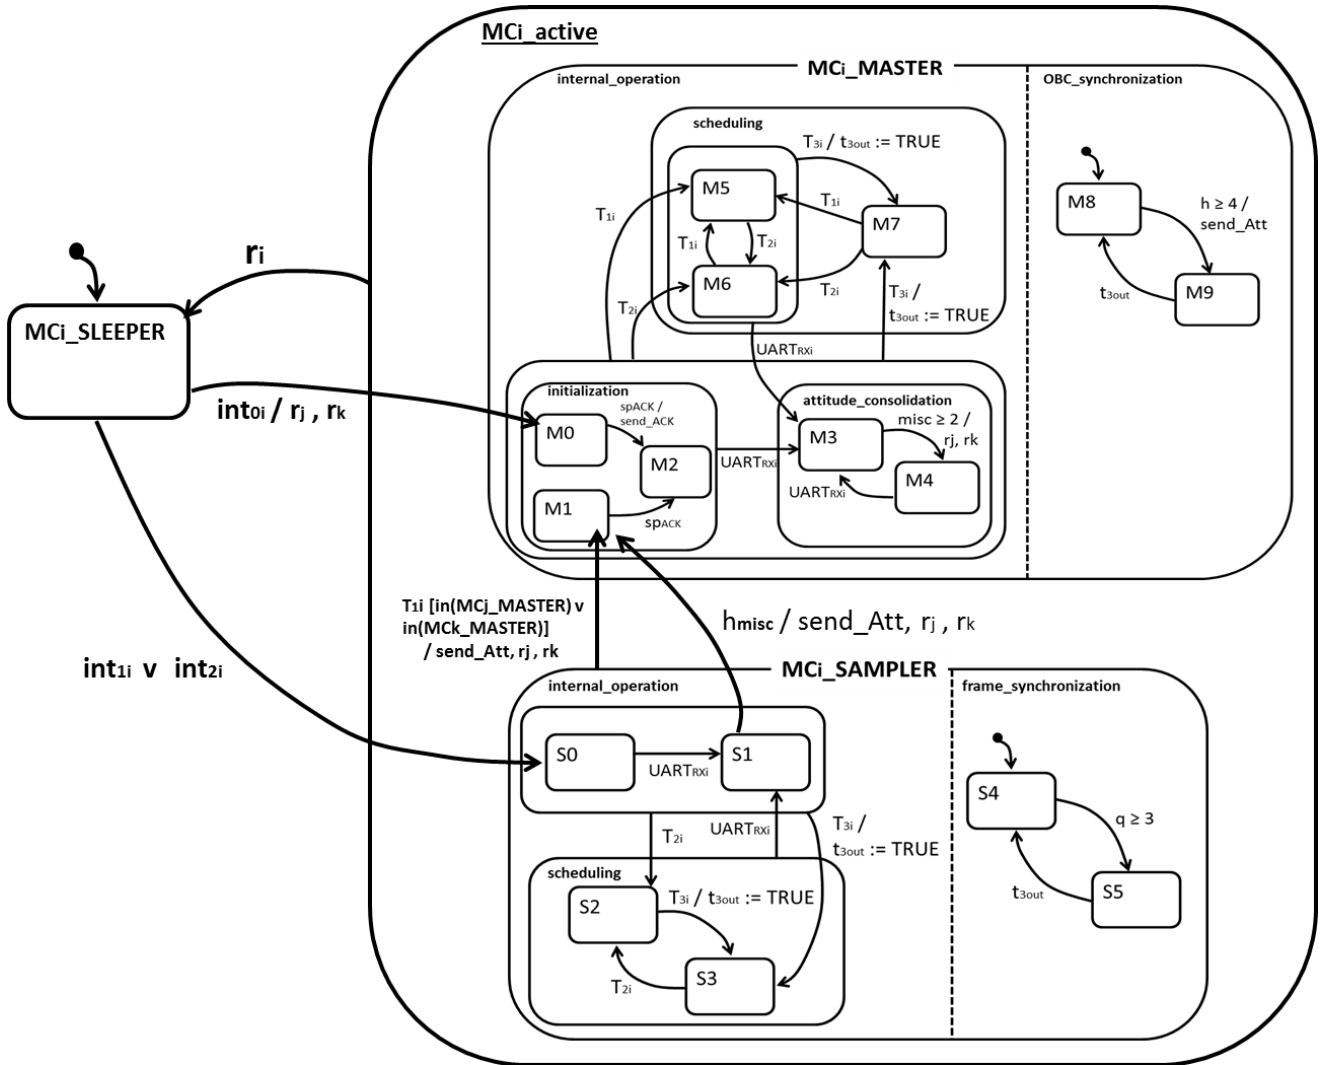 MCi_active
MCi_MASTER
internal_operation
OBC_synchronization
scheduling
T3i / t3out := TRUE
M5
M7
T1i
T1i
T1i
T2i
M6
T2i
T2i
T3i /
t3out := TRUE
UARTRXi
M8
h ≥ 4 /
send_Att
t3out
M9
ri
MCi_SLEEPER
int0i / rj , rk
initialization
spACK /
send_ACK
M0
M2
M1
spACK
UARTRXi
attitude_consolidation
misc ≥ 2 /
rj, rk
M3
M4
UARTRXi
T1i [in(MCj_MASTER) v
in(MCk_MASTER)]
/ send_Att, rj , rk
hmisc / send_Att, rj , rk
int1i v int2i
MCi_SAMPLER
internal_operation
frame_synchronization
S0
UARTRXi
S1
T2i
UARTRXi
T3i /
t3out := TRUE
scheduling
S2
T3i / t3out := TRUE
T2i
S3
S4
q ≥ 3
t3out
S5